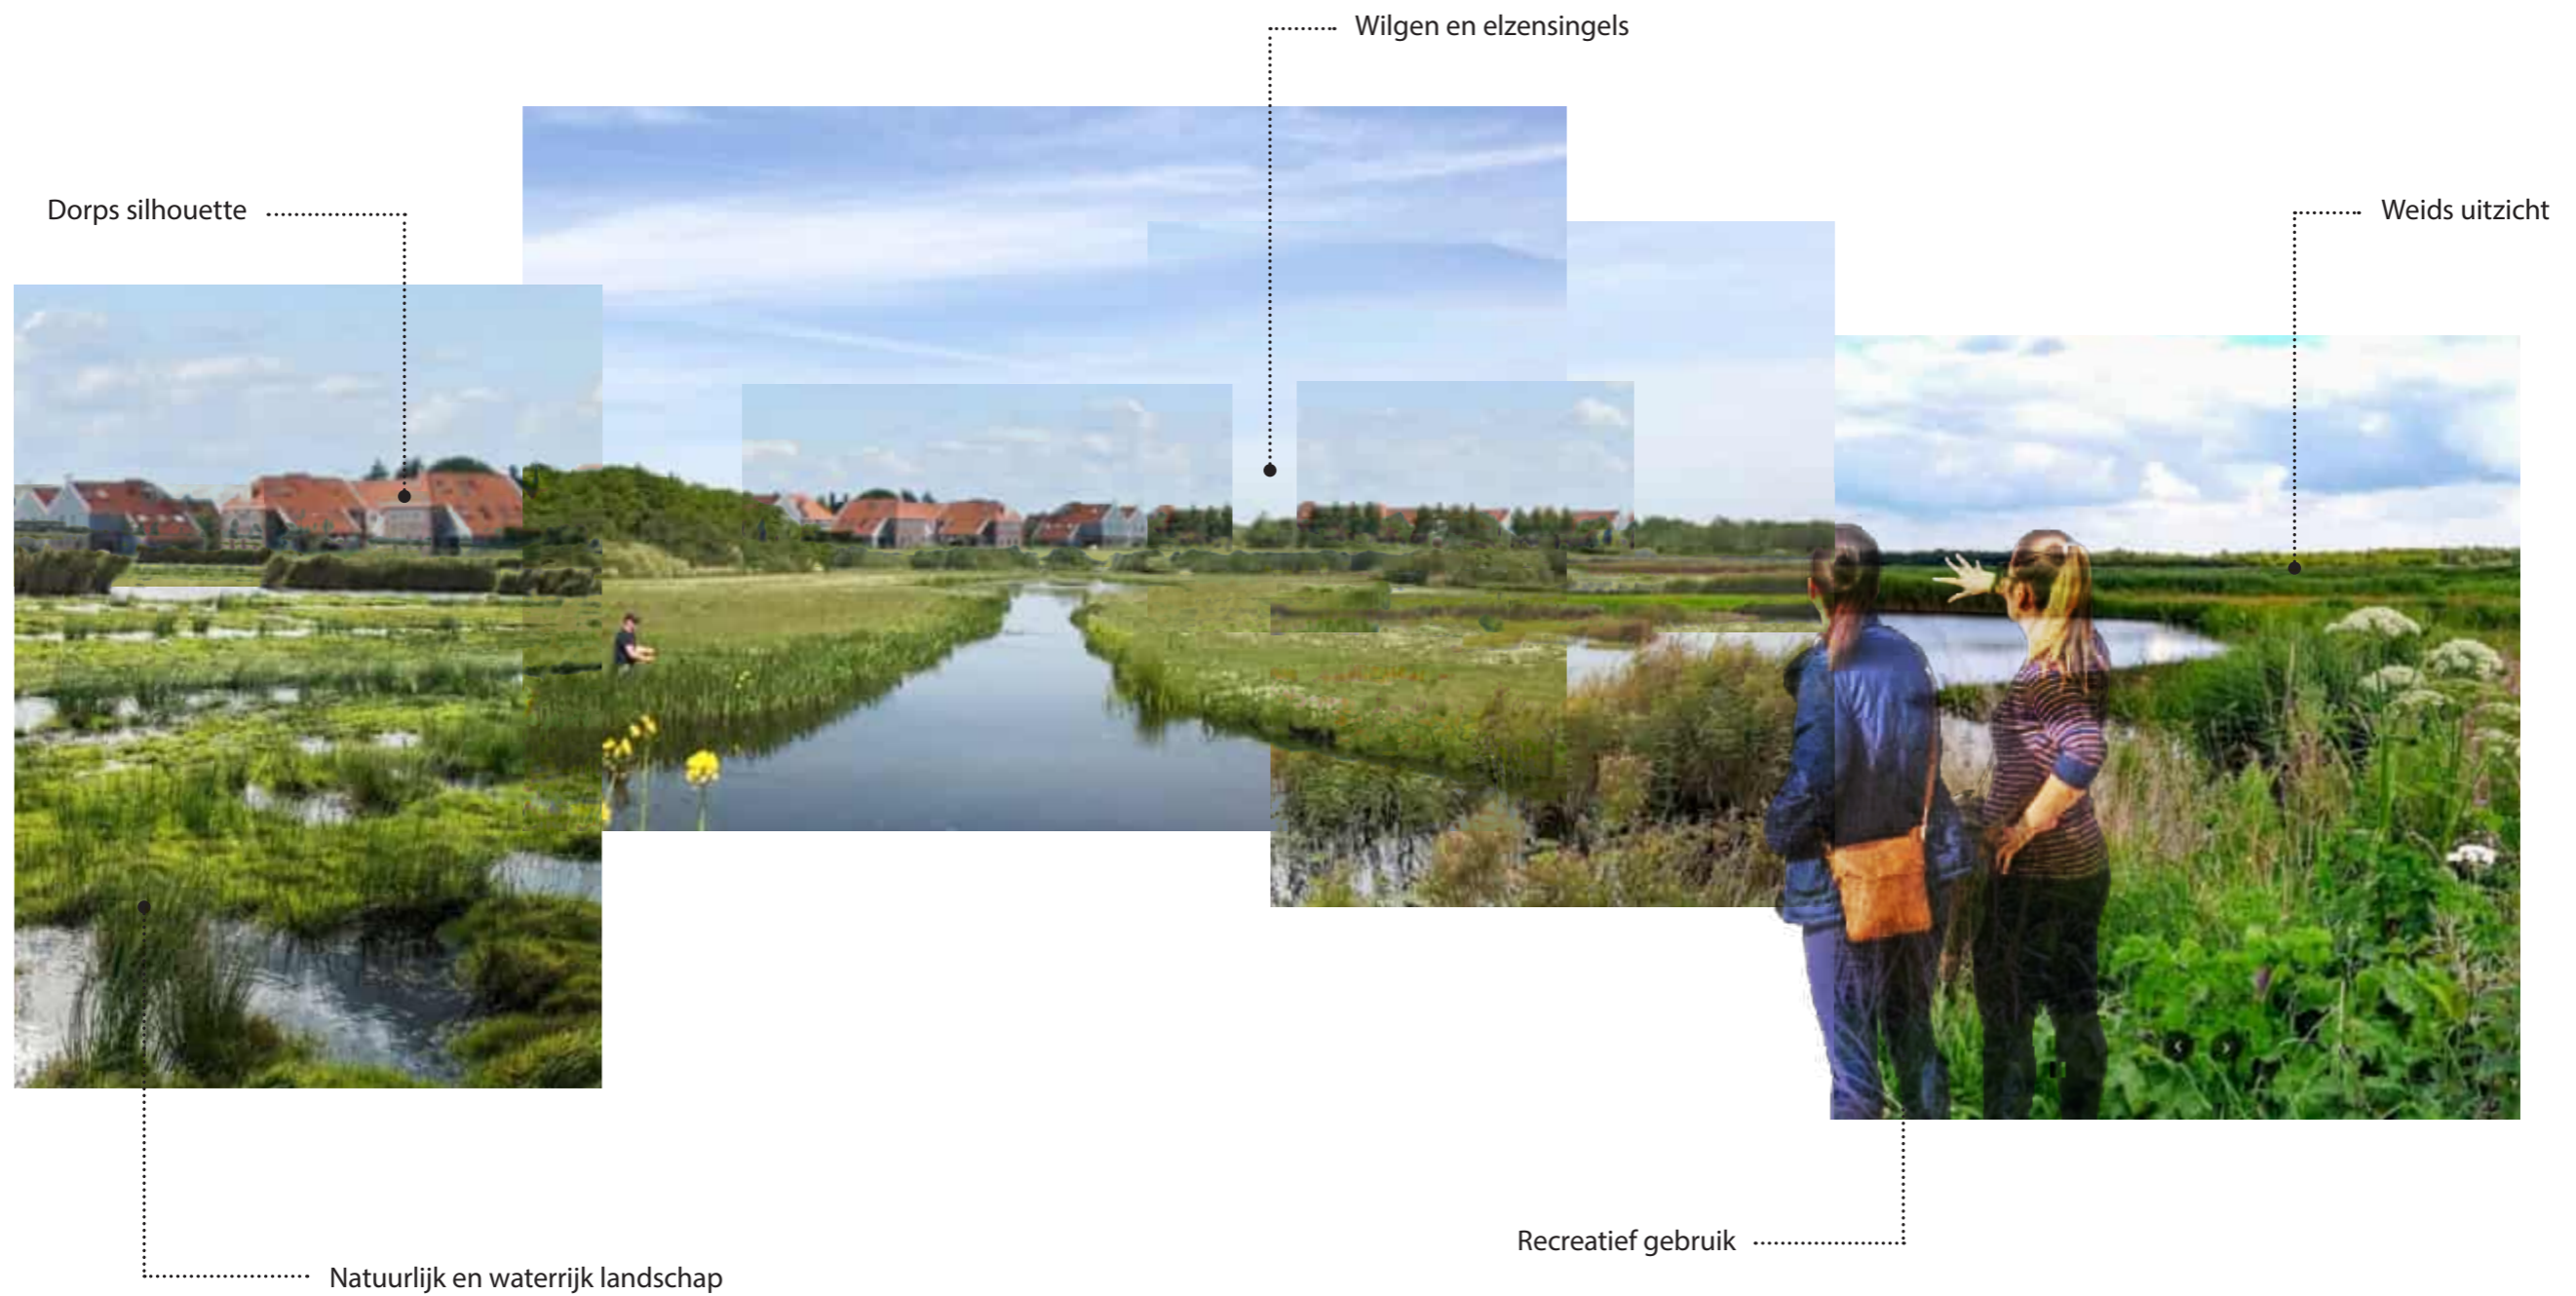 Wilgen en elzensingels
Dorps silhouette
Weids uitzicht
Recreatief gebruik
Natuurlijk en waterrijk landschap